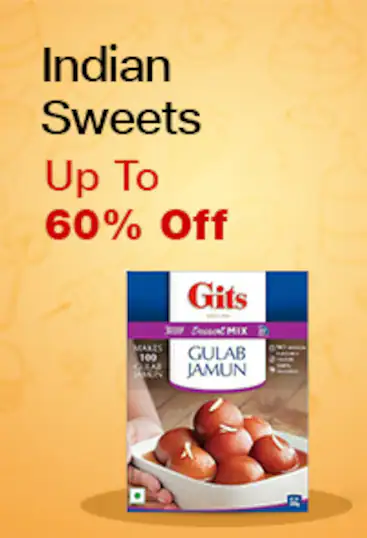 Indian
Sweets
Up To
60% Off
Gits
Dessert MIX
MAKES
100
GULAB
JAMUN
GULAB
JAMUN